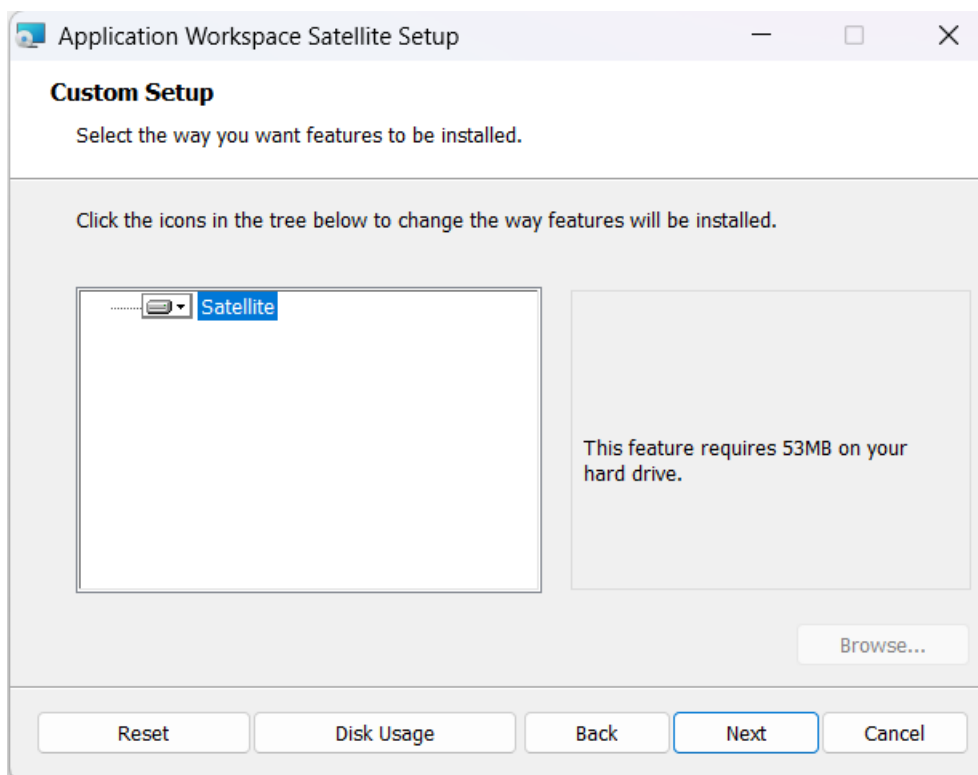 Application Workspace Satellite Setup
Custom Setup
Select the way you want features to be installed.
Click the icons in the tree below to change the way features will be installed.
Satellite
This feature requires 53MB on your
hard drive.
Browse...
Reset Disk Usage Back Next Cancel